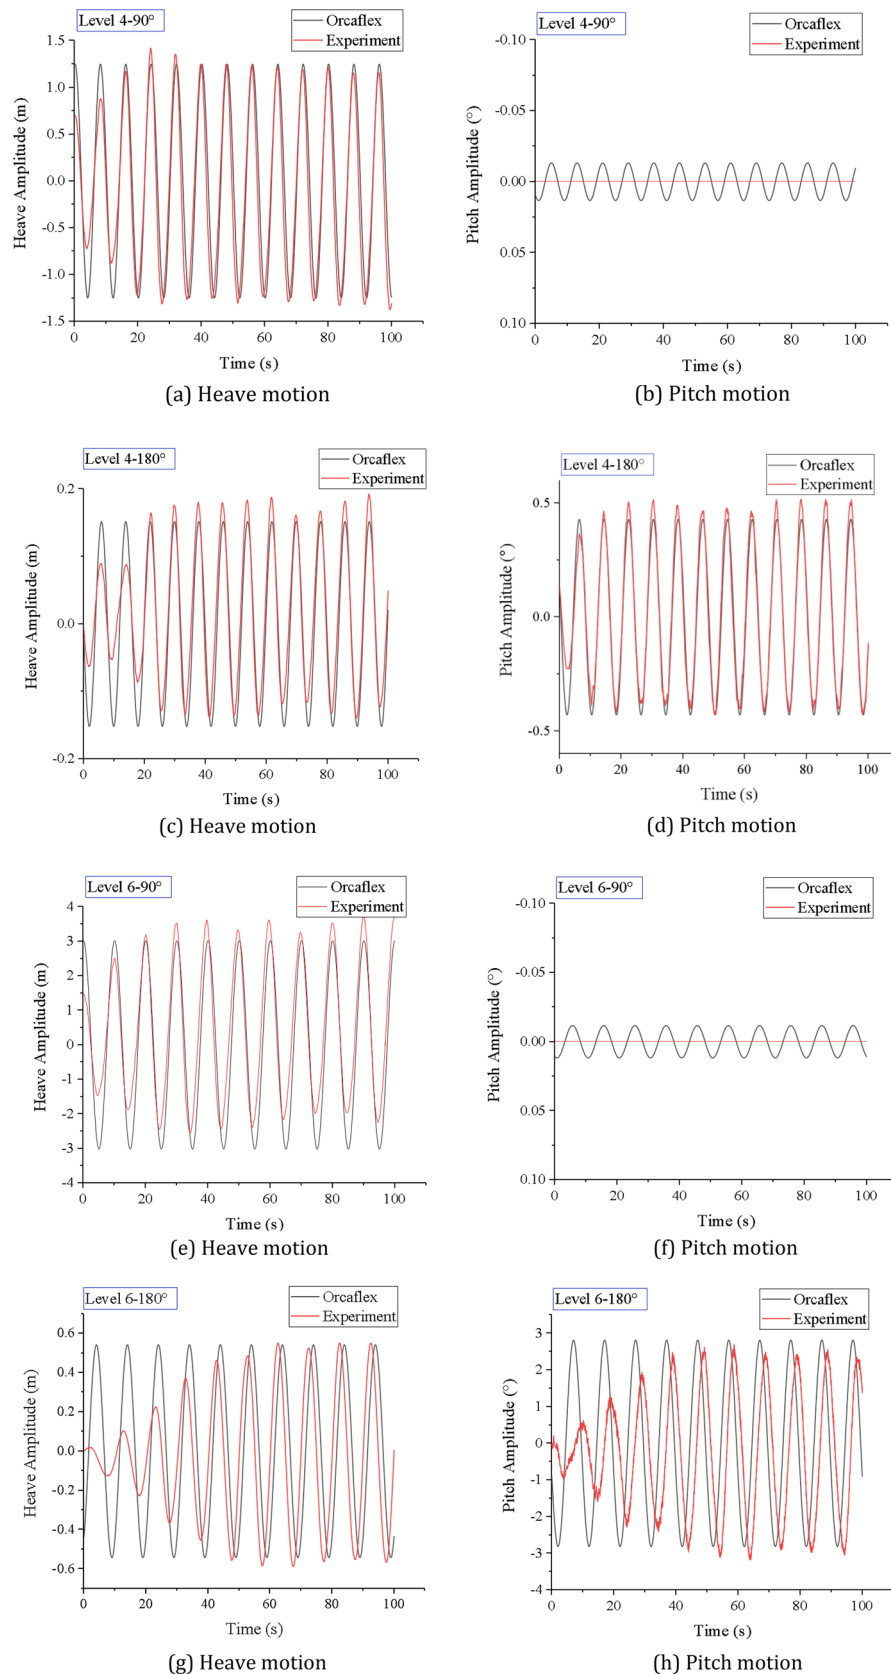 Level 4-90°
Orcaflex
Experiment
1.5
1.0
0.5
0.0
-0.5
-1.0
-1.5
Heave Amplitude (m)
0 20 40 60 80 100
Time (s)
(a) Heave motion
Level 4-90°
Orcaflex
Experiment
-0.10
-0.05
0.00
0.05
0.10
Pitch Amplitude (°)
0 20 40 60 80 100
Time (s)
(b) Pitch motion
Level 4-180°
Orcaflex
Experiment
0.2
0.0
-0.2
Heave Amplitude (m)
0 20 40 60 80 100
Time (s)
(c) Heave motion
Level 4-180°
Orcaflex
Experiment
0.5
0.0
-0.5
Pitch Amplitude (°)
0 20 40 60 80 100
Time (s)
(d) Pitch motion
Level 6-90°
Orcaflex
Experiment
4
3
2
1
0
-1
-2
-3
-4
Heave Amplitude (m)
0 20 40 60 80 100
Time (s)
(e) Heave motion
Level 6-90°
Orcaflex
Experiment
-0.10
-0.05
0.00
0.05
0.10
Pitch Amplitude (°)
0 20 40 60 80 100
Time (s)
(f) Pitch motion
Level 6-180°
Orcaflex
Experiment
0.6
0.4
0.2
0.0
-0.2
-0.4
-0.6
Heave Amplitude (m)
0 20 40 60 80 100
Time (s)
(g) Heave motion
Level 6-180°
Orcaflex
Experiment
3
2
1
0
-1
-2
-3
-4
Pitch Amplitude (°)
0 20 40 60 80 100
Time (s)
(h) Pitch motion